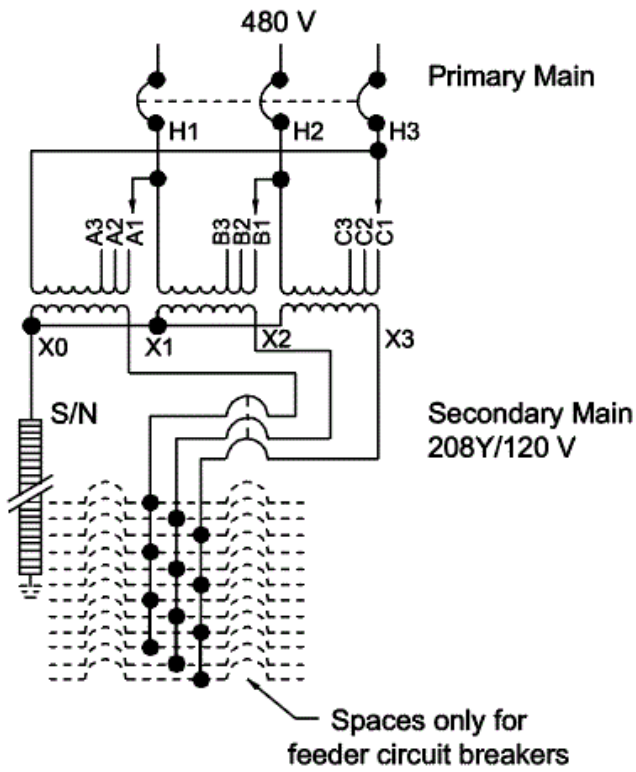 480 V
Primary Main
H1 H2 H3
A3 A2 A1 B3 B2 B1 C3 C2 C1
X0 X1 X2 X3
S/N
Secondary Main
208Y/120 V
Spaces only for
feeder circuit breakers